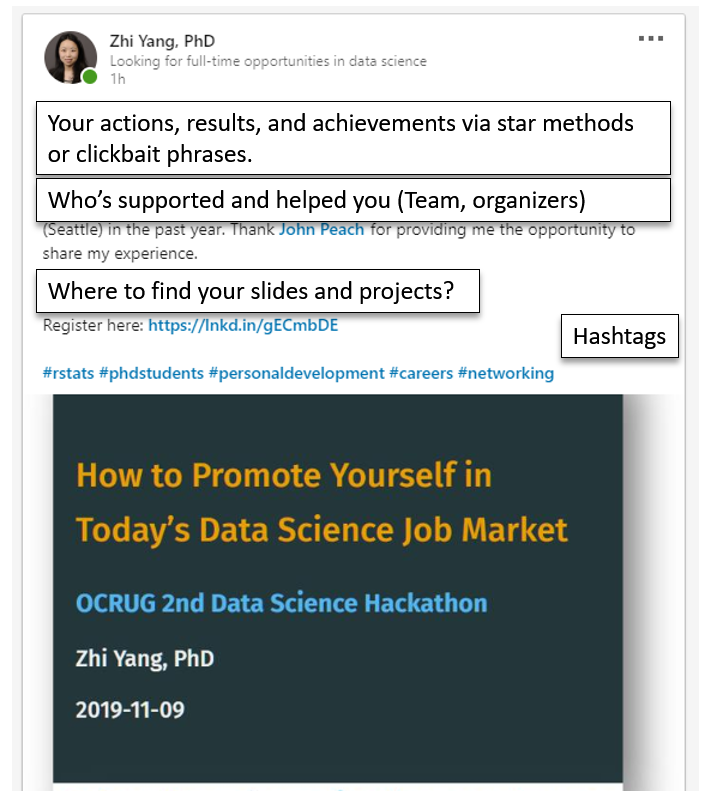 Zhi Yang, PhD
Looking for full-time opportunities in data science
1h
Your actions, results, and achievements via star methods
or clickbait phrases.
Who's supported and helped you (Team, organizers)
(Seattle) in the past year. Thank John Peach for providing me the opportunity to
share my experience.
Where to find your slides and projects?
Register here: https://lnkd.in/gECmbDE
Hashtags
#rstats #phdstudents #personaldevelopment #careers #networking
How to Promote Yourself in
Today's Data Science Job Market
OCRUG 2nd Data Science Hackathon
Zhi Yang, PhD
2019-11-09